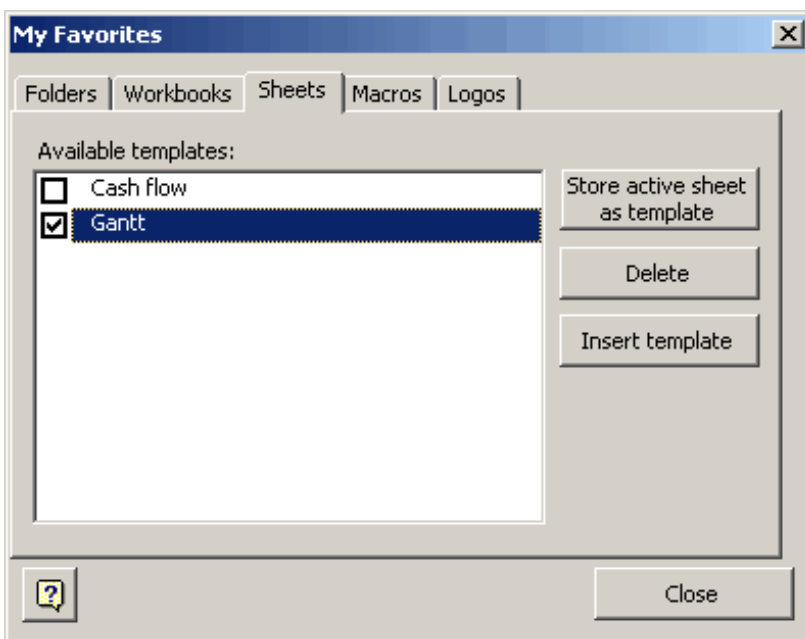 My Favorites
Folders Workbooks Sheets Macros Logos
Available templates:
Cash flow
Gantt
Store active sheet
as template
Delete
Insert template
?
Close